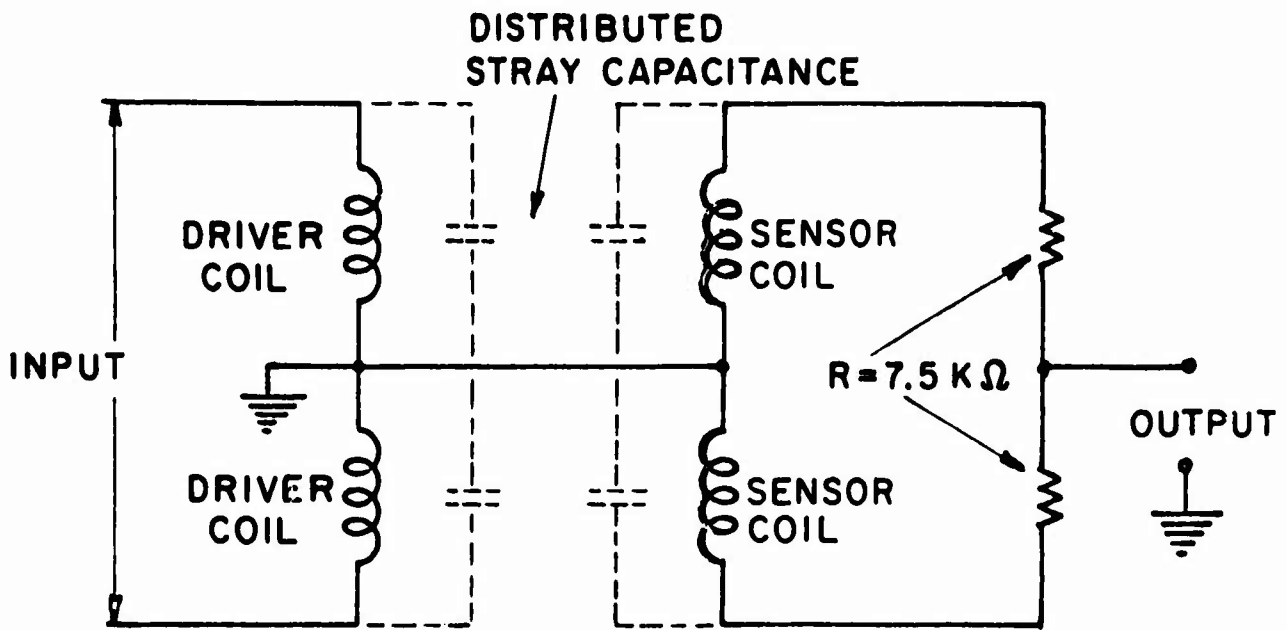 DISTRIBUTED
STRAY CAPACITANCE
DRIVER
COIL
SENSOR
COIL
INPUT
R=7.5 KΩ
OUTPUT
DRIVER
COIL
SENSOR
COIL